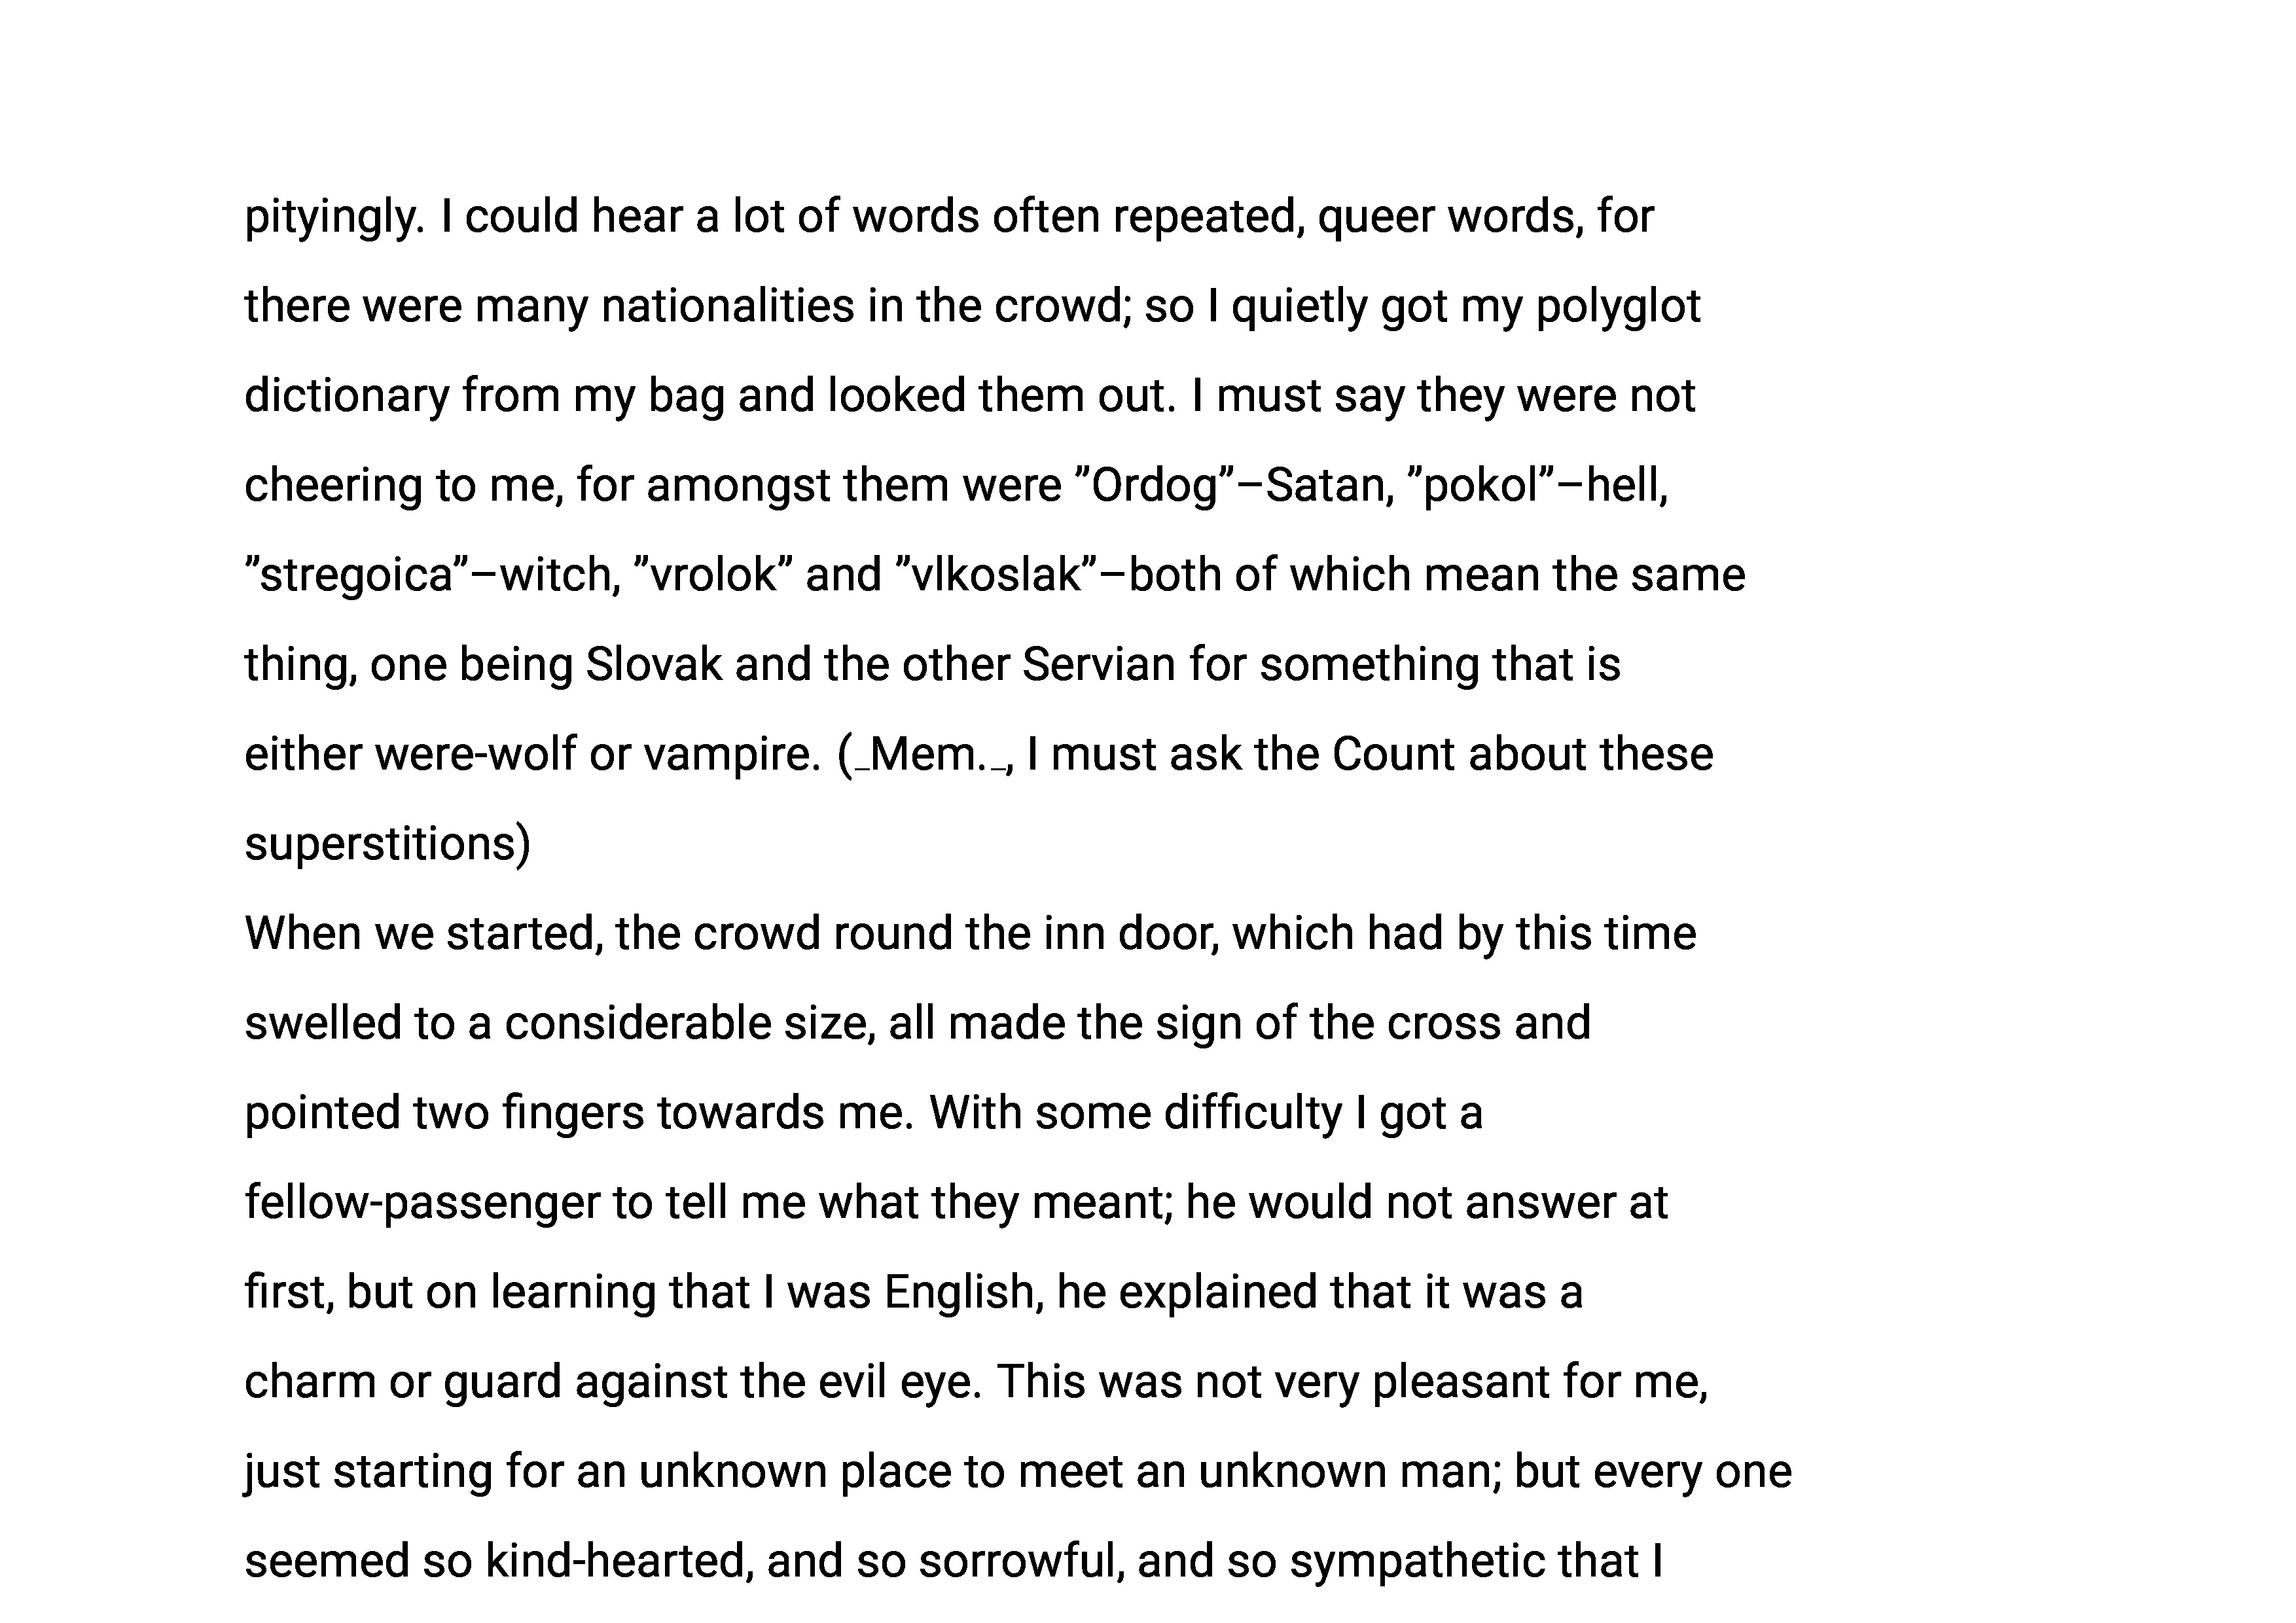 pityingly. I could hear a lot of words often repeated, queer words, for
there were many nationalities in the crowd; so I quietly got my polyglot
dictionary from my bag and looked them out. I must say they were not
cheering to me, for amongst them were ”Ordog”–Satan, ”pokol”–hell,
”stregoica”–witch, ”vrolok” and ”vlkoslak”–both of which mean the same
thing, one being Slovak and the other Servian for something that is
either were-wolf or vampire. (_Mem._, I must ask the Count about these
superstitions)
When we started, the crowd round the inn door, which had by this time
swelled to a considerable size, all made the sign of the cross and
pointed two fingers towards me. With some difficulty I got a
fellow-passenger to tell me what they meant; he would not answer at
first, but on learning that I was English, he explained that it was a
charm or guard against the evil eye. This was not very pleasant for me,
just starting for an unknown place to meet an unknown man; but every one
seemed so kind-hearted, and so sorrowful, and so sympathetic that I